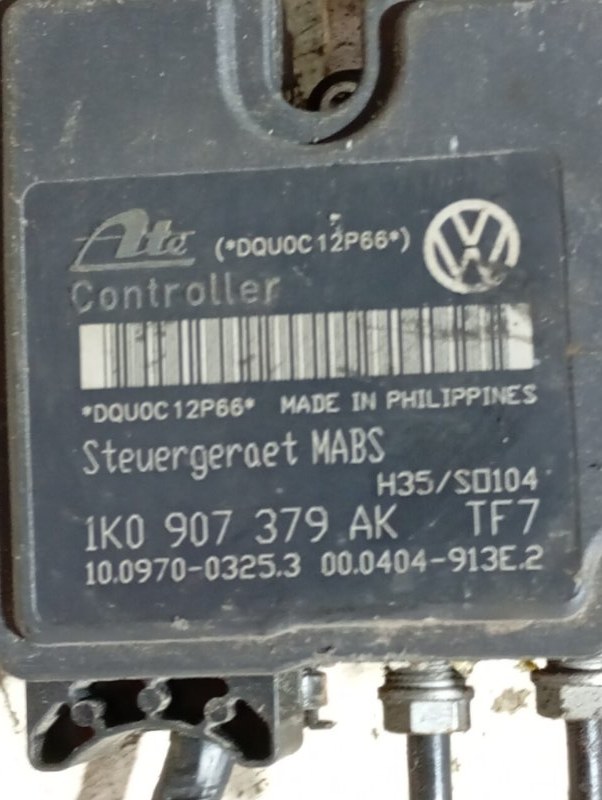 Ate (*DQU0C12P66*)
Controller
*DQU0C12P66* MADE IN PHILIPPINES
Steuergeraet MABS
H35/S0104
1K0 907 379 AK TF7
10.0970-0325.3 00.0404-913E.2